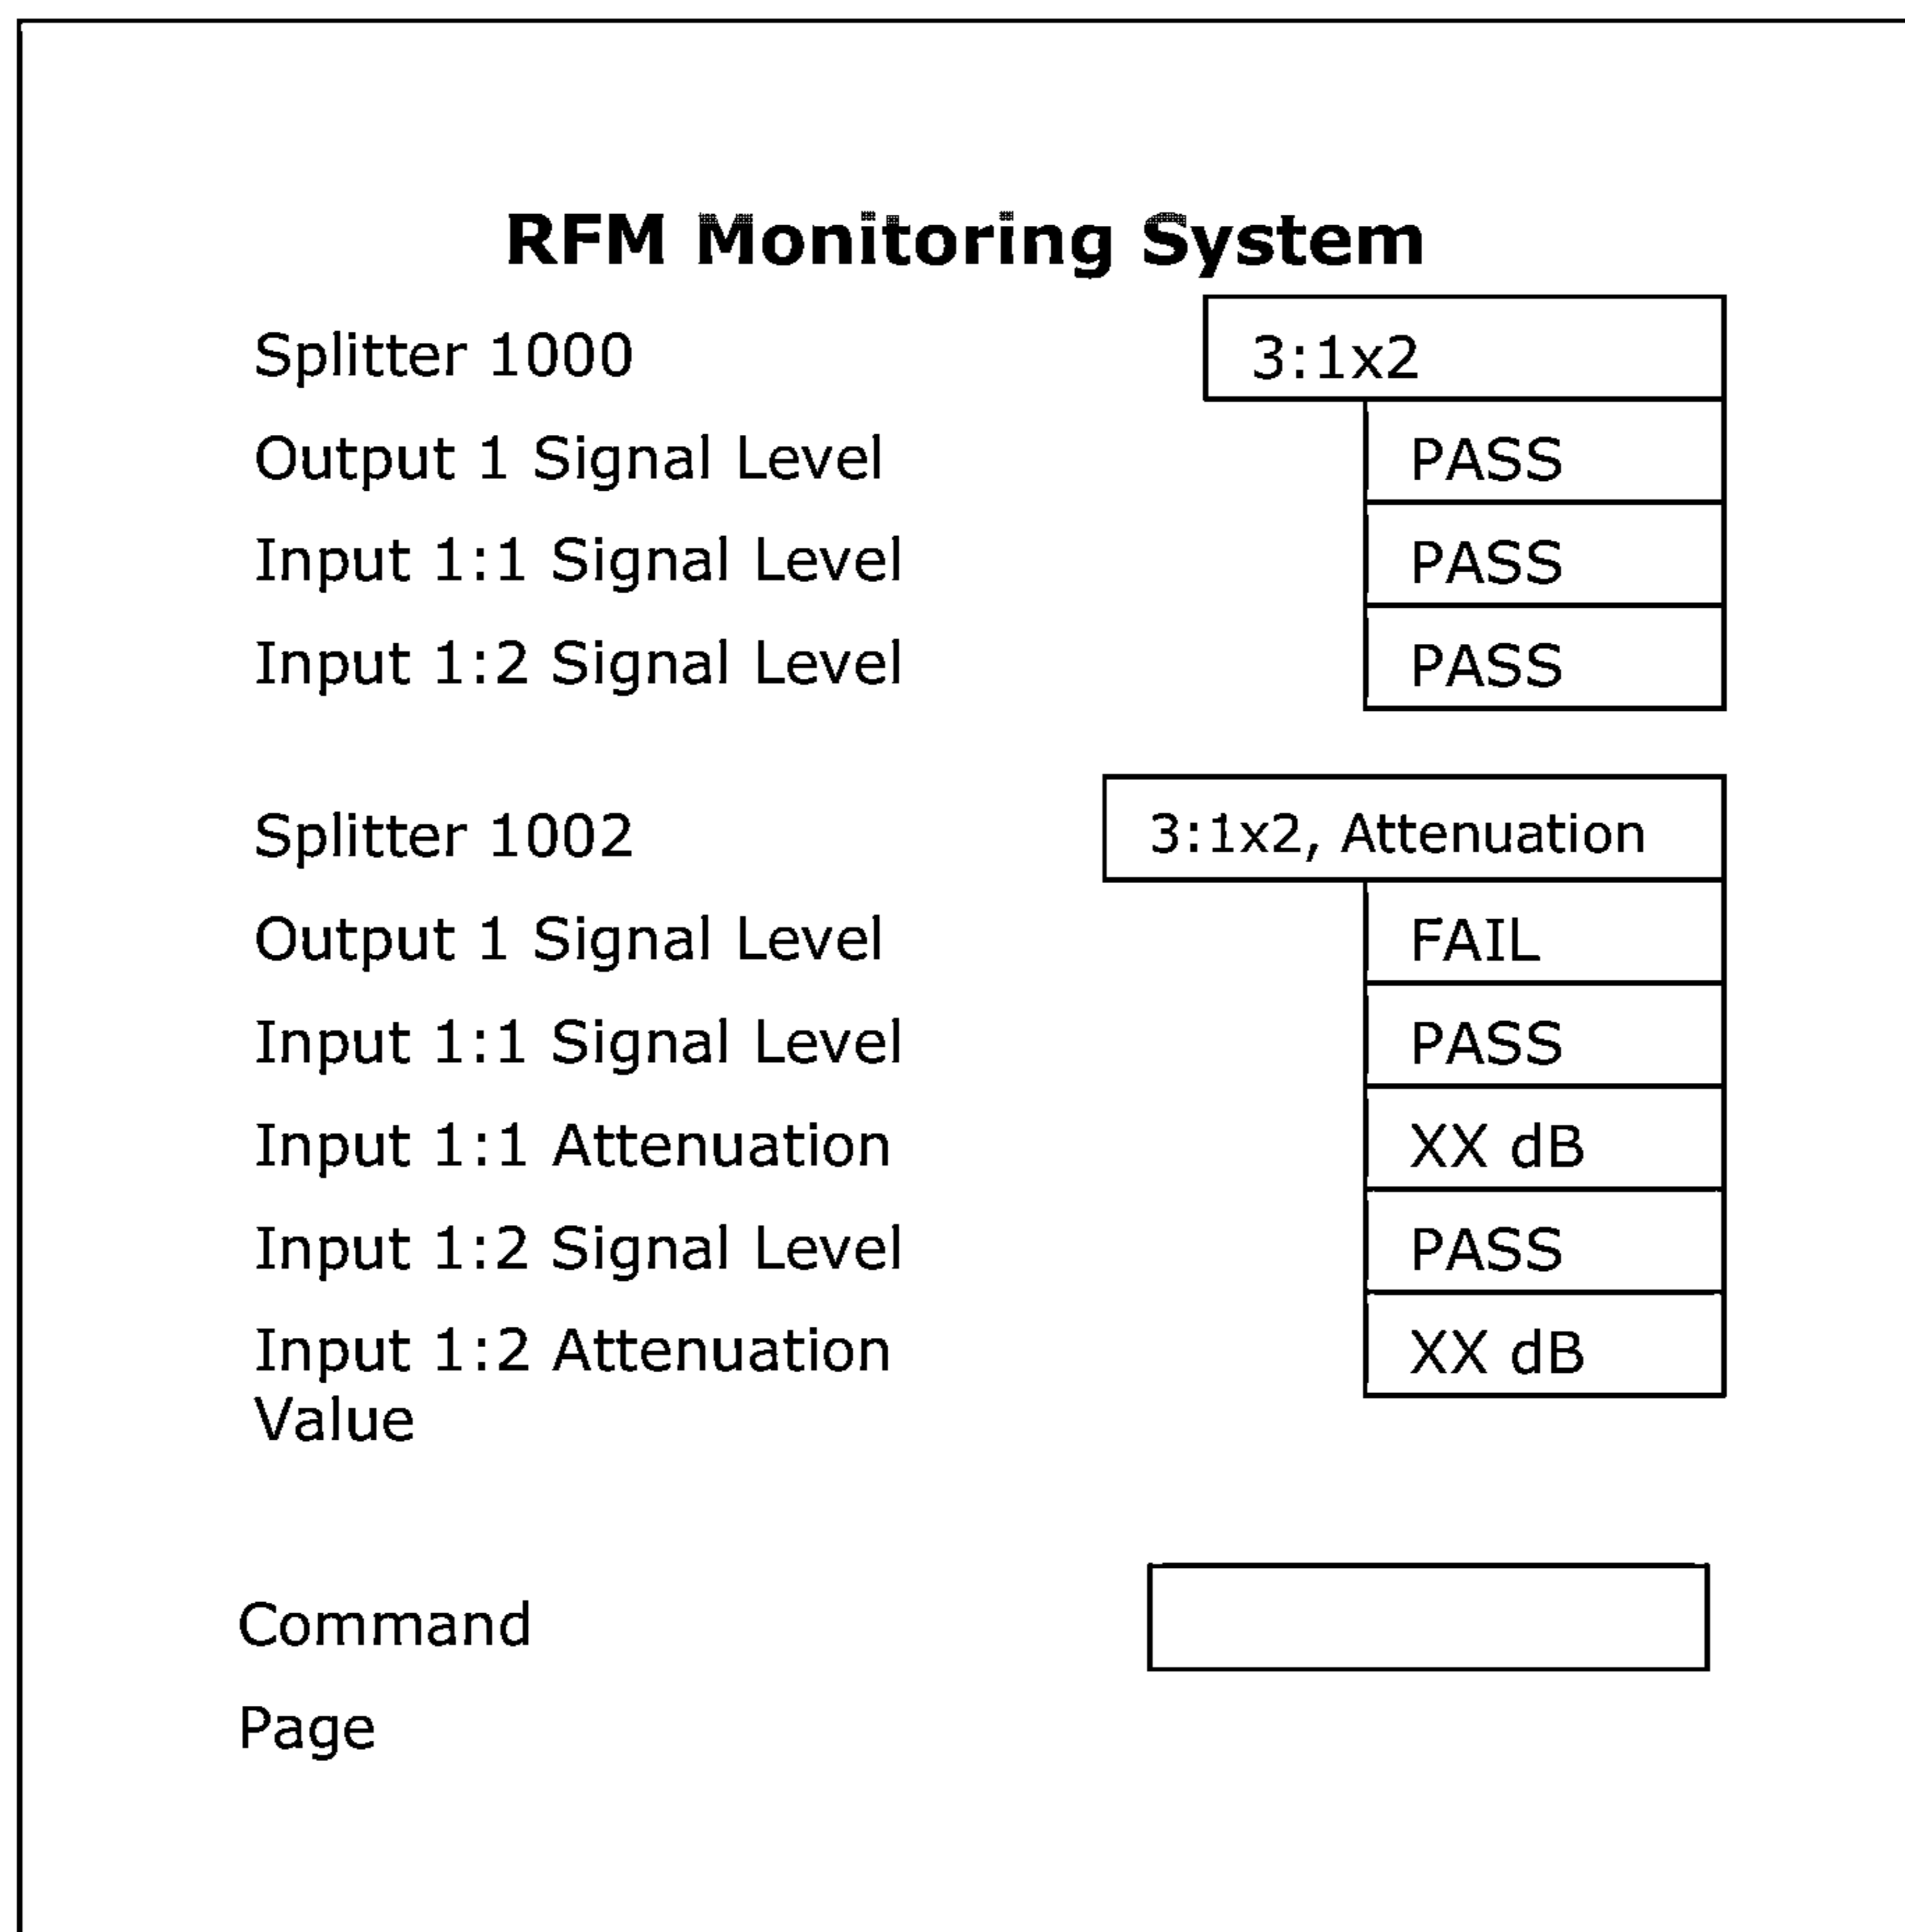 RFM Monitoring System
Splitter 1000 3:1x2
Output 1 Signal Level PASS
Input 1:1 Signal Level PASS
Input 1:2 Signal Level PASS
Splitter 1002 3:1x2, Attenuation
Output 1 Signal Level FAIL
Input 1:1 Signal Level PASS
Input 1:1 Attenuation XX dB
Input 1:2 Signal Level PASS
Input 1:2 Attenuation XX dB
Value
Command
Page